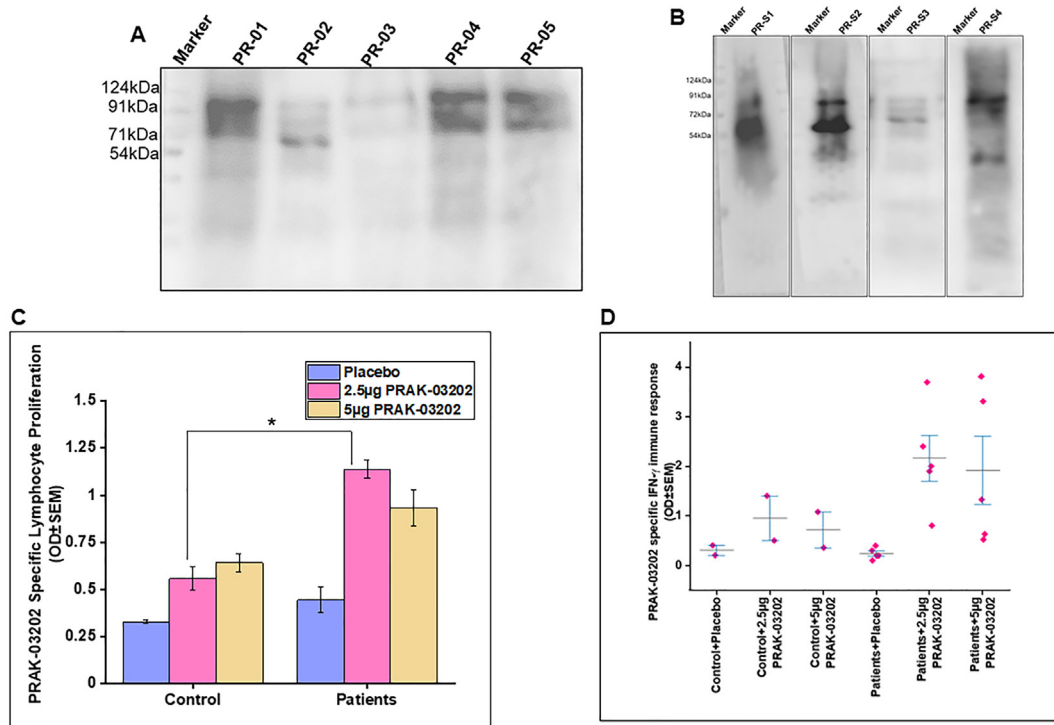 A
Marker
PR-01
PR-02
PR-03
PR-04
PR-05
124kDa
91kDa
71kDa
54kDa
B
Marker
PR-S1
Marker
PR-S2
Marker
PR-S3
Marker
PR-S4
124kDa
91kDa
72kDa
54kDa
C
PRAK-03202 Specific Lymphocyte Proliferation
(OD±SEM)
Placebo
2.5µg PRAK-03202
5µg PRAK-03202
1.5
1.25
1
0.75
0.5
0.25
0
*
Control
Patients
D
PRAK-03202 specific IFN-γ immune response
(OD±SEM)
4
3
2
1
0
Control+Placebo
Control+2.5µg
PRAK-03202
Control+5µg
PRAK-03202
Patients+Placebo
Patients+2.5µg
PRAK-03202
Patients+5µg
PRAK-03202